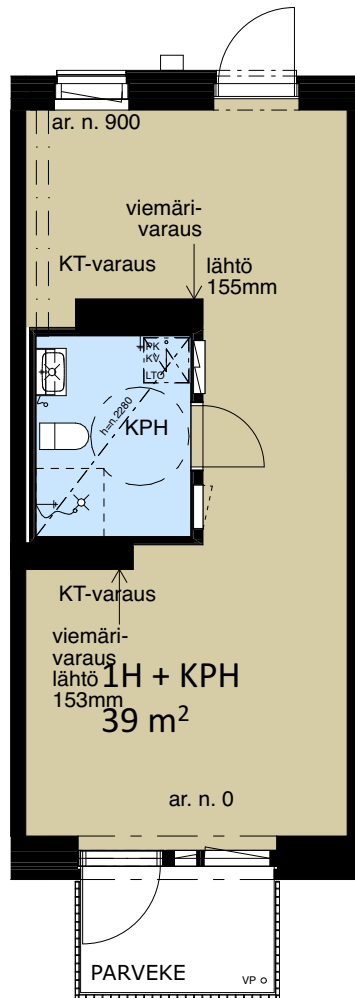 ar. n. 900
viemäri-
varaus
KT-varaus
lähtö
155mm
PK
KV
LTO
h=n.2280
KPH
KT-varaus
viemäri-
varaus
lähtö
153mm
1H + KPH
39 m²
ar. n. 0
PARVEKE
VP